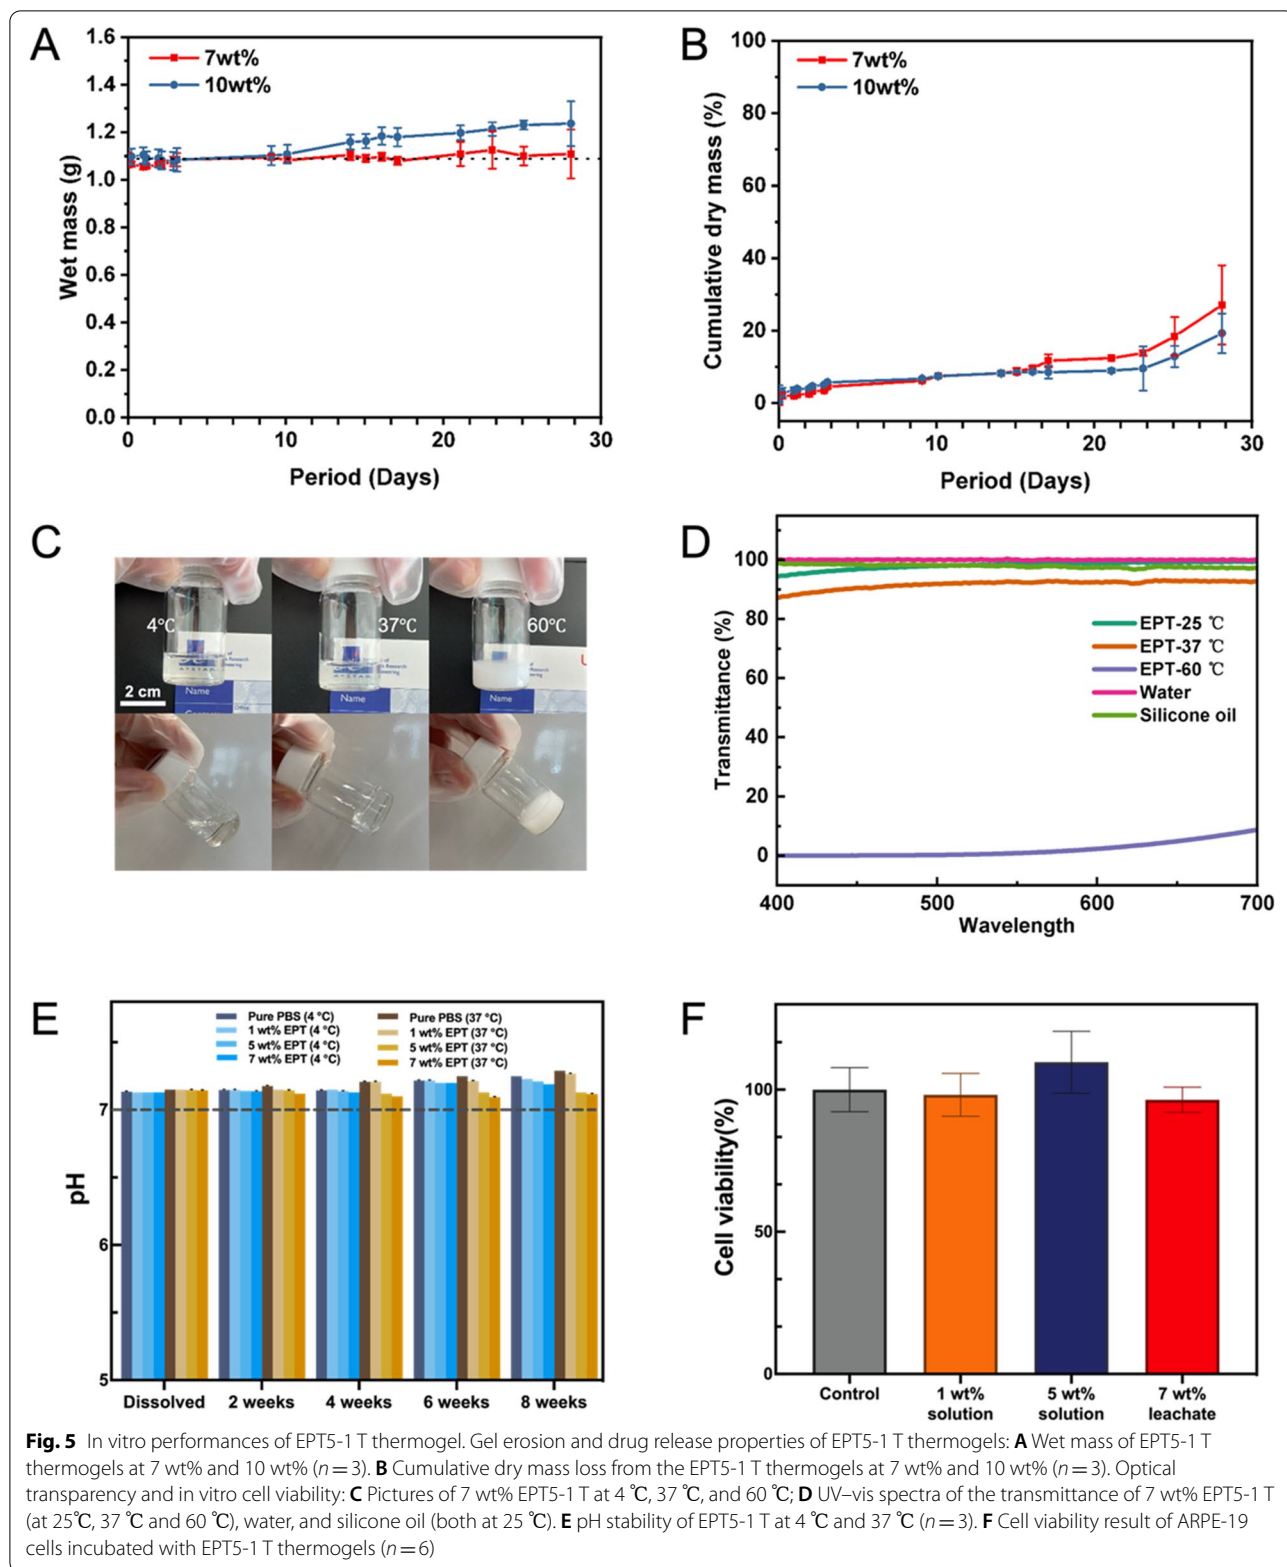 A
1.6
1.4
1.2
1.0
0.8
0.6
0.4
0.2
0.0
Wet mass (g)
7wt%
10wt%
0 10 20 30
Period (Days)
B
100
80
60
40
20
0
Cumulative dry mass (%)
7wt%
10wt%
0 10 20 30
Period (Days)
C
4℃
37℃
60℃
2 cm
Name
Name
D
100
80
60
40
20
0
Transmittance (%)
EPT-25 ℃
EPT-37 ℃
EPT-60 ℃
Water
Silicone oil
400 500 600 700
Wavelength
E
Pure PBS (4 °C)
1 wt% EPT (4 °C)
5 wt% EPT (4 °C)
7 wt% EPT (4 °C)
Pure PBS (37 °C)
1 wt% EPT (37 °C)
5 wt% EPT (37 °C)
7 wt% EPT (37 °C)
7
6
5
pH
Dissolved 2 weeks 4 weeks 6 weeks 8 weeks
F
100
50
0
Cell viability(%)
Control
1 wt%
solution
5 wt%
solution
7 wt%
leachate
Fig. 5 In vitro performances of EPT5-1 T thermogel. Gel erosion and drug release properties of EPT5-1 T thermogels: A Wet mass of EPT5-1 T
thermogels at 7 wt% and 10 wt% (n = 3). B Cumulative dry mass loss from the EPT5-1 T thermogels at 7 wt% and 10 wt% (n = 3). Optical
transparency and in vitro cell viability: C Pictures of 7 wt% EPT5-1 T at 4 ℃, 37 ℃, and 60 ℃; D UV–vis spectra of the transmittance of 7 wt% EPT5-1 T
(at 25℃, 37 ℃ and 60 ℃), water, and silicone oil (both at 25 ℃). E pH stability of EPT5-1 T at 4 ℃ and 37 ℃ (n = 3). F Cell viability result of ARPE-19
cells incubated with EPT5-1 T thermogels (n = 6)